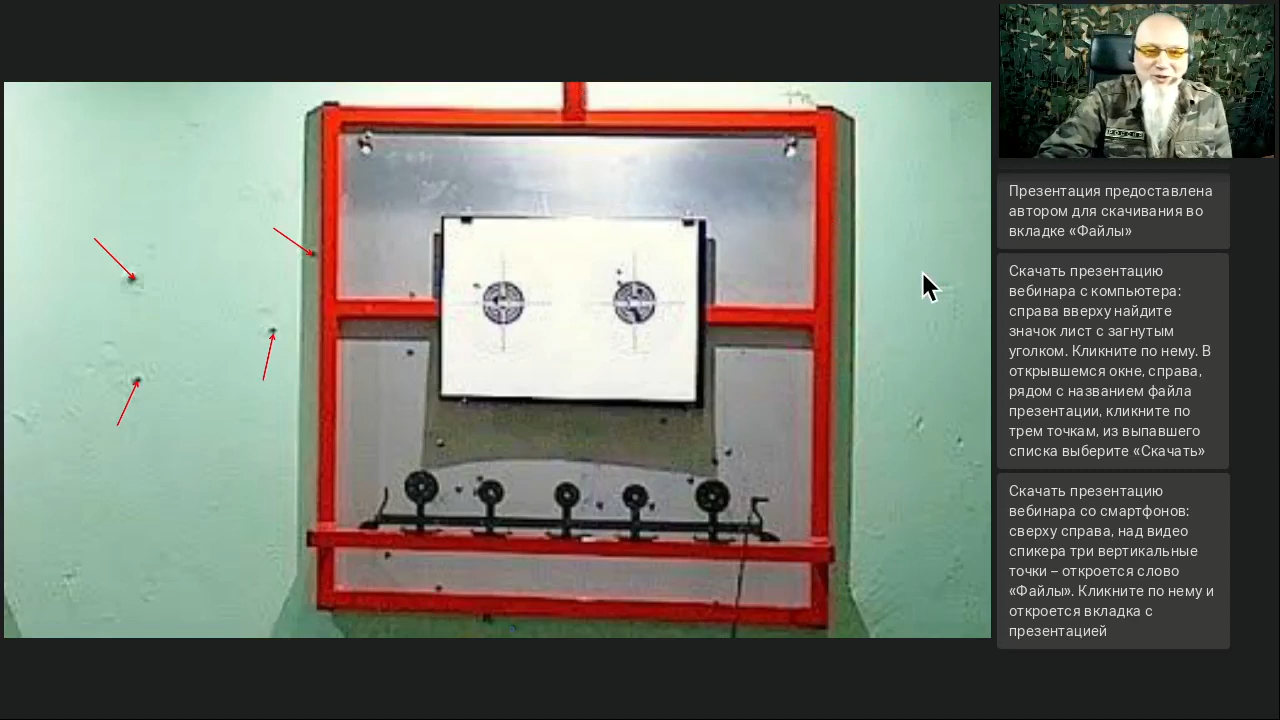 Презентация предоставлена
автором для скачивания во
вкладке «Файлы»
Скачать презентацию
вебинара с компьютера:
справа вверху найдите
значок лист с загнутым
уголком. Кликните по нему. В
открывшемся окне, справа,
рядом с названием файла
презентации, кликните по
трем точкам, из выпавшего
списка выберите «Скачать»
Скачать презентацию
вебинара со смартфонов:
сверху справа, над видео
спикера три вертикальные
точки – откроется слово
«Файлы». Кликните по нему и
откроется вкладка с
презентацией